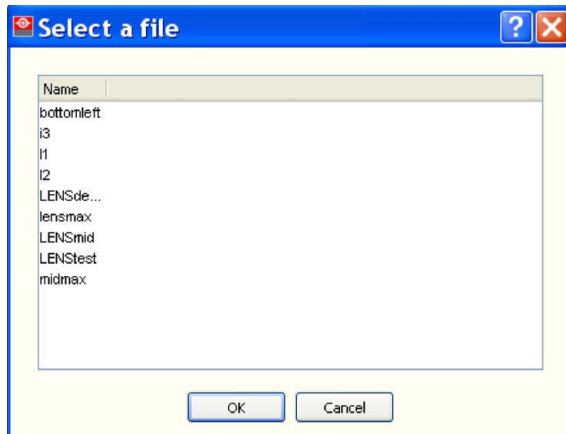 Select a file
Name
bottomleft
i3
l1
l2
LENSde...
lensmax
LENSmid
LENStest
midmax
OK Cancel